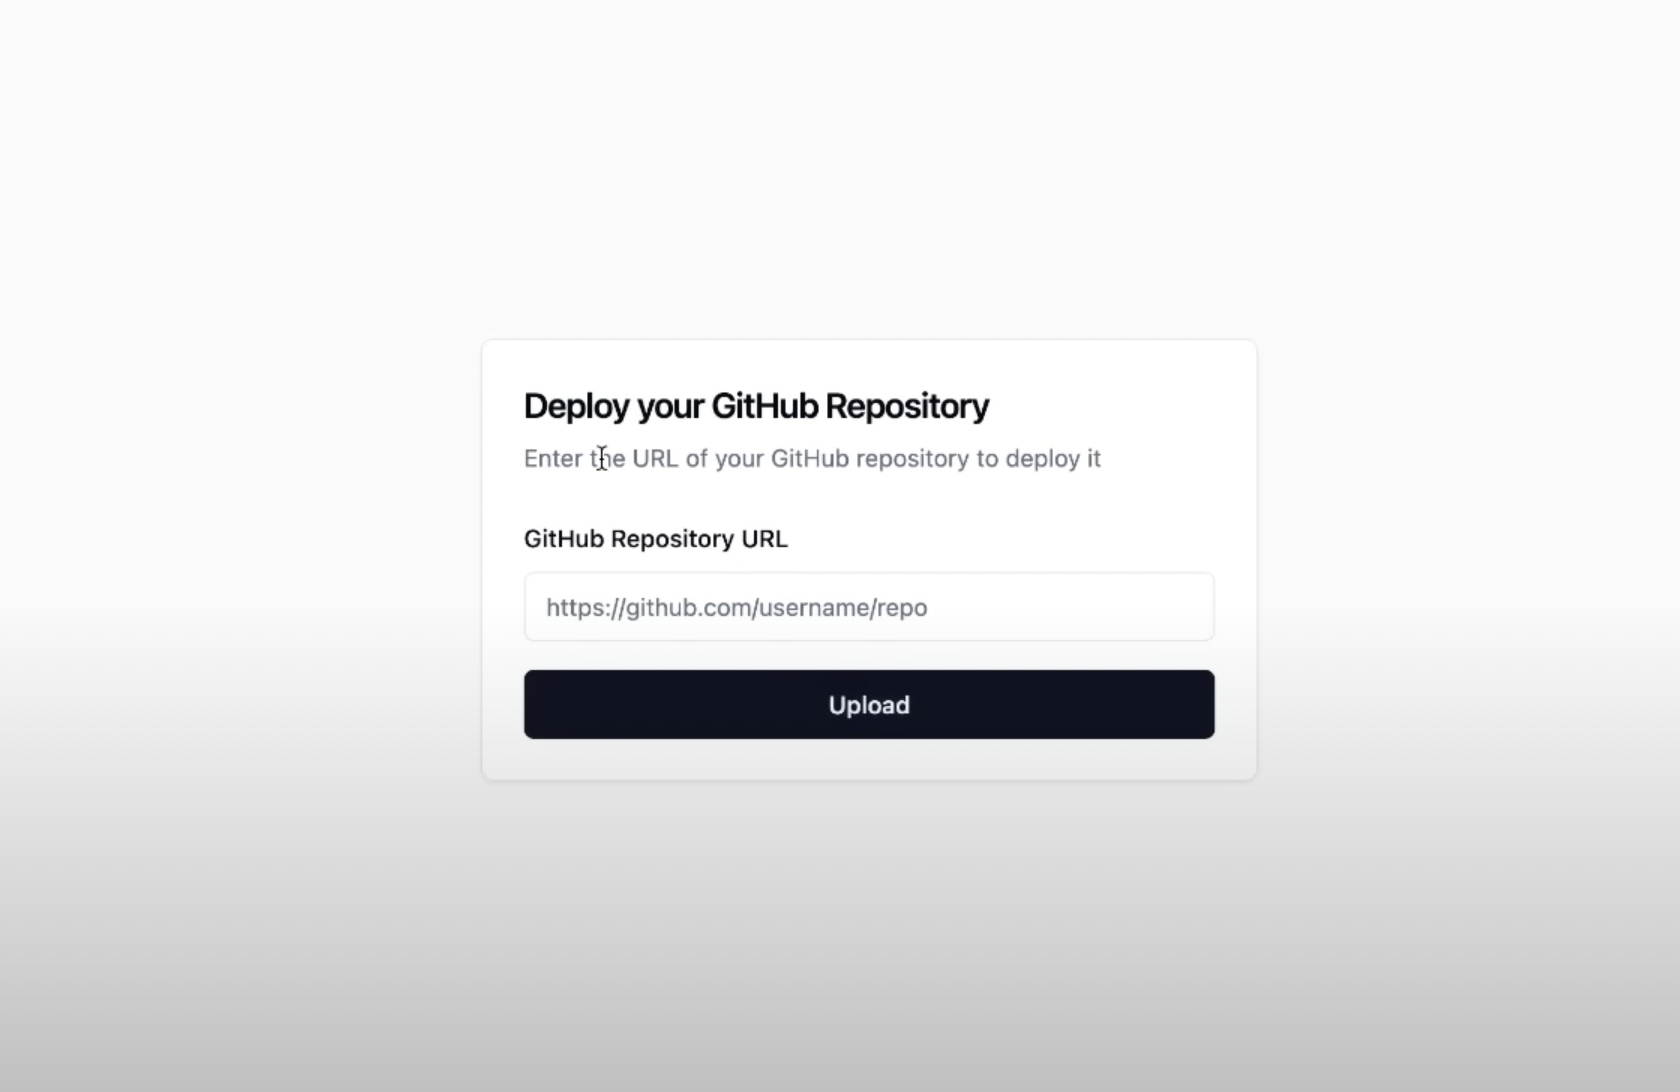 Deploy your GitHub Repository
Enter the URL of your GitHub repository to deploy it
GitHub Repository URL
https://github.com/username/repo
Upload